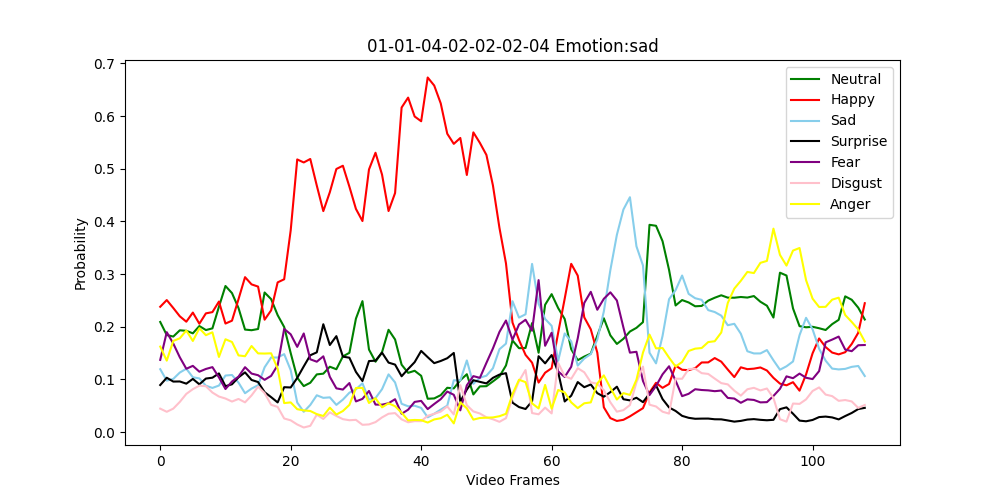 01-01-04-02-02-02-04 Emotion:sad
0.7
0.6
0.5
0.4
0.3
0.2
0.1
0.0
Probability
0 20 40 60 80 100
Video Frames
Neutral
Happy
Sad
Surprise
Fear
Disgust
Anger